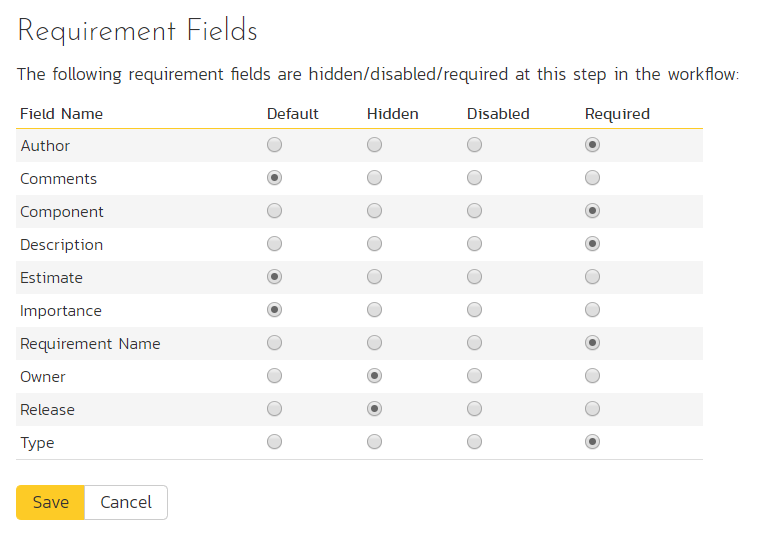 Requirement Fields
The following requirement fields are hidden/disabled/required at this step in the workflow:
Field Name Default Hidden Disabled Required
Author
Comments
Component
Description
Estimate
Importance
Requirement Name
Owner
Release
Type
Save Cancel